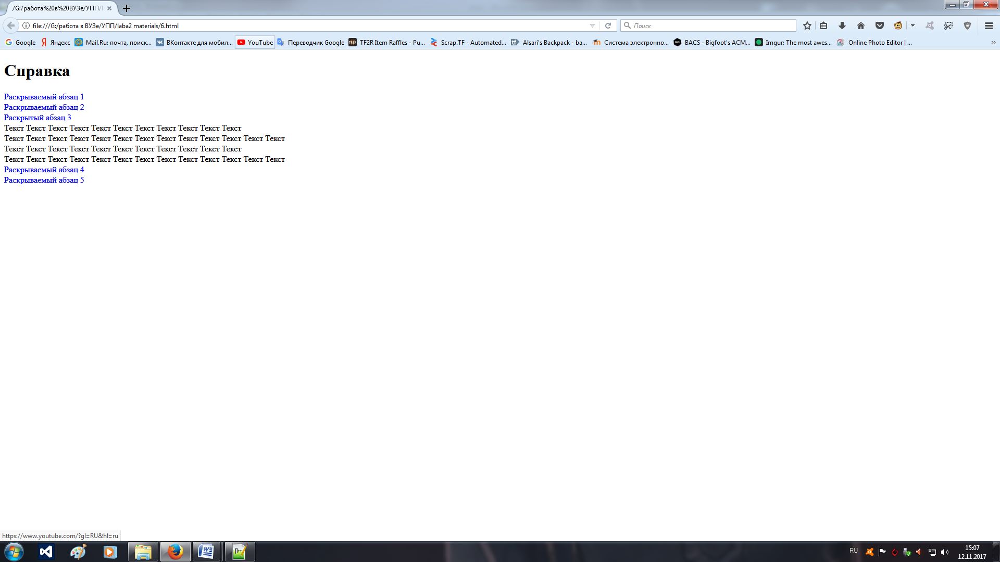 /G:/работа%20в%20ВУЗе/УПП/l
file:///G:/работа в ВУЗе/УПП/laba2 materials/6.html
Поиск
Google Яндекс Mail.Ru: почта, поиск... ВКонтакте для мобил... YouTube Переводчик Google TF2R Item Raffles - Pu... Scrap.TF - Automated... Alsari's Backpack - ba... Система электронно... BACS - Bigfoot's ACM... Imgur: The most awes... Online Photo Editor | ...
Справка
Раскрываемый абзац 1
Раскрываемый абзац 2
Раскрытый абзац 3
Текст Текст Текст Текст Текст Текст Текст Текст Текст Текст Текст
Текст Текст Текст Текст Текст Текст Текст Текст Текст Текст Текст Текст Текст
Текст Текст Текст Текст Текст Текст Текст Текст Текст Текст Текст
Текст Текст Текст Текст Текст Текст Текст Текст Текст Текст Текст Текст Текст
Раскрываемый абзац 4
Раскрываемый абзац 5
https://www.youtube.com/?gl=RU&hl=ru
RU
15:07
12.11.2017